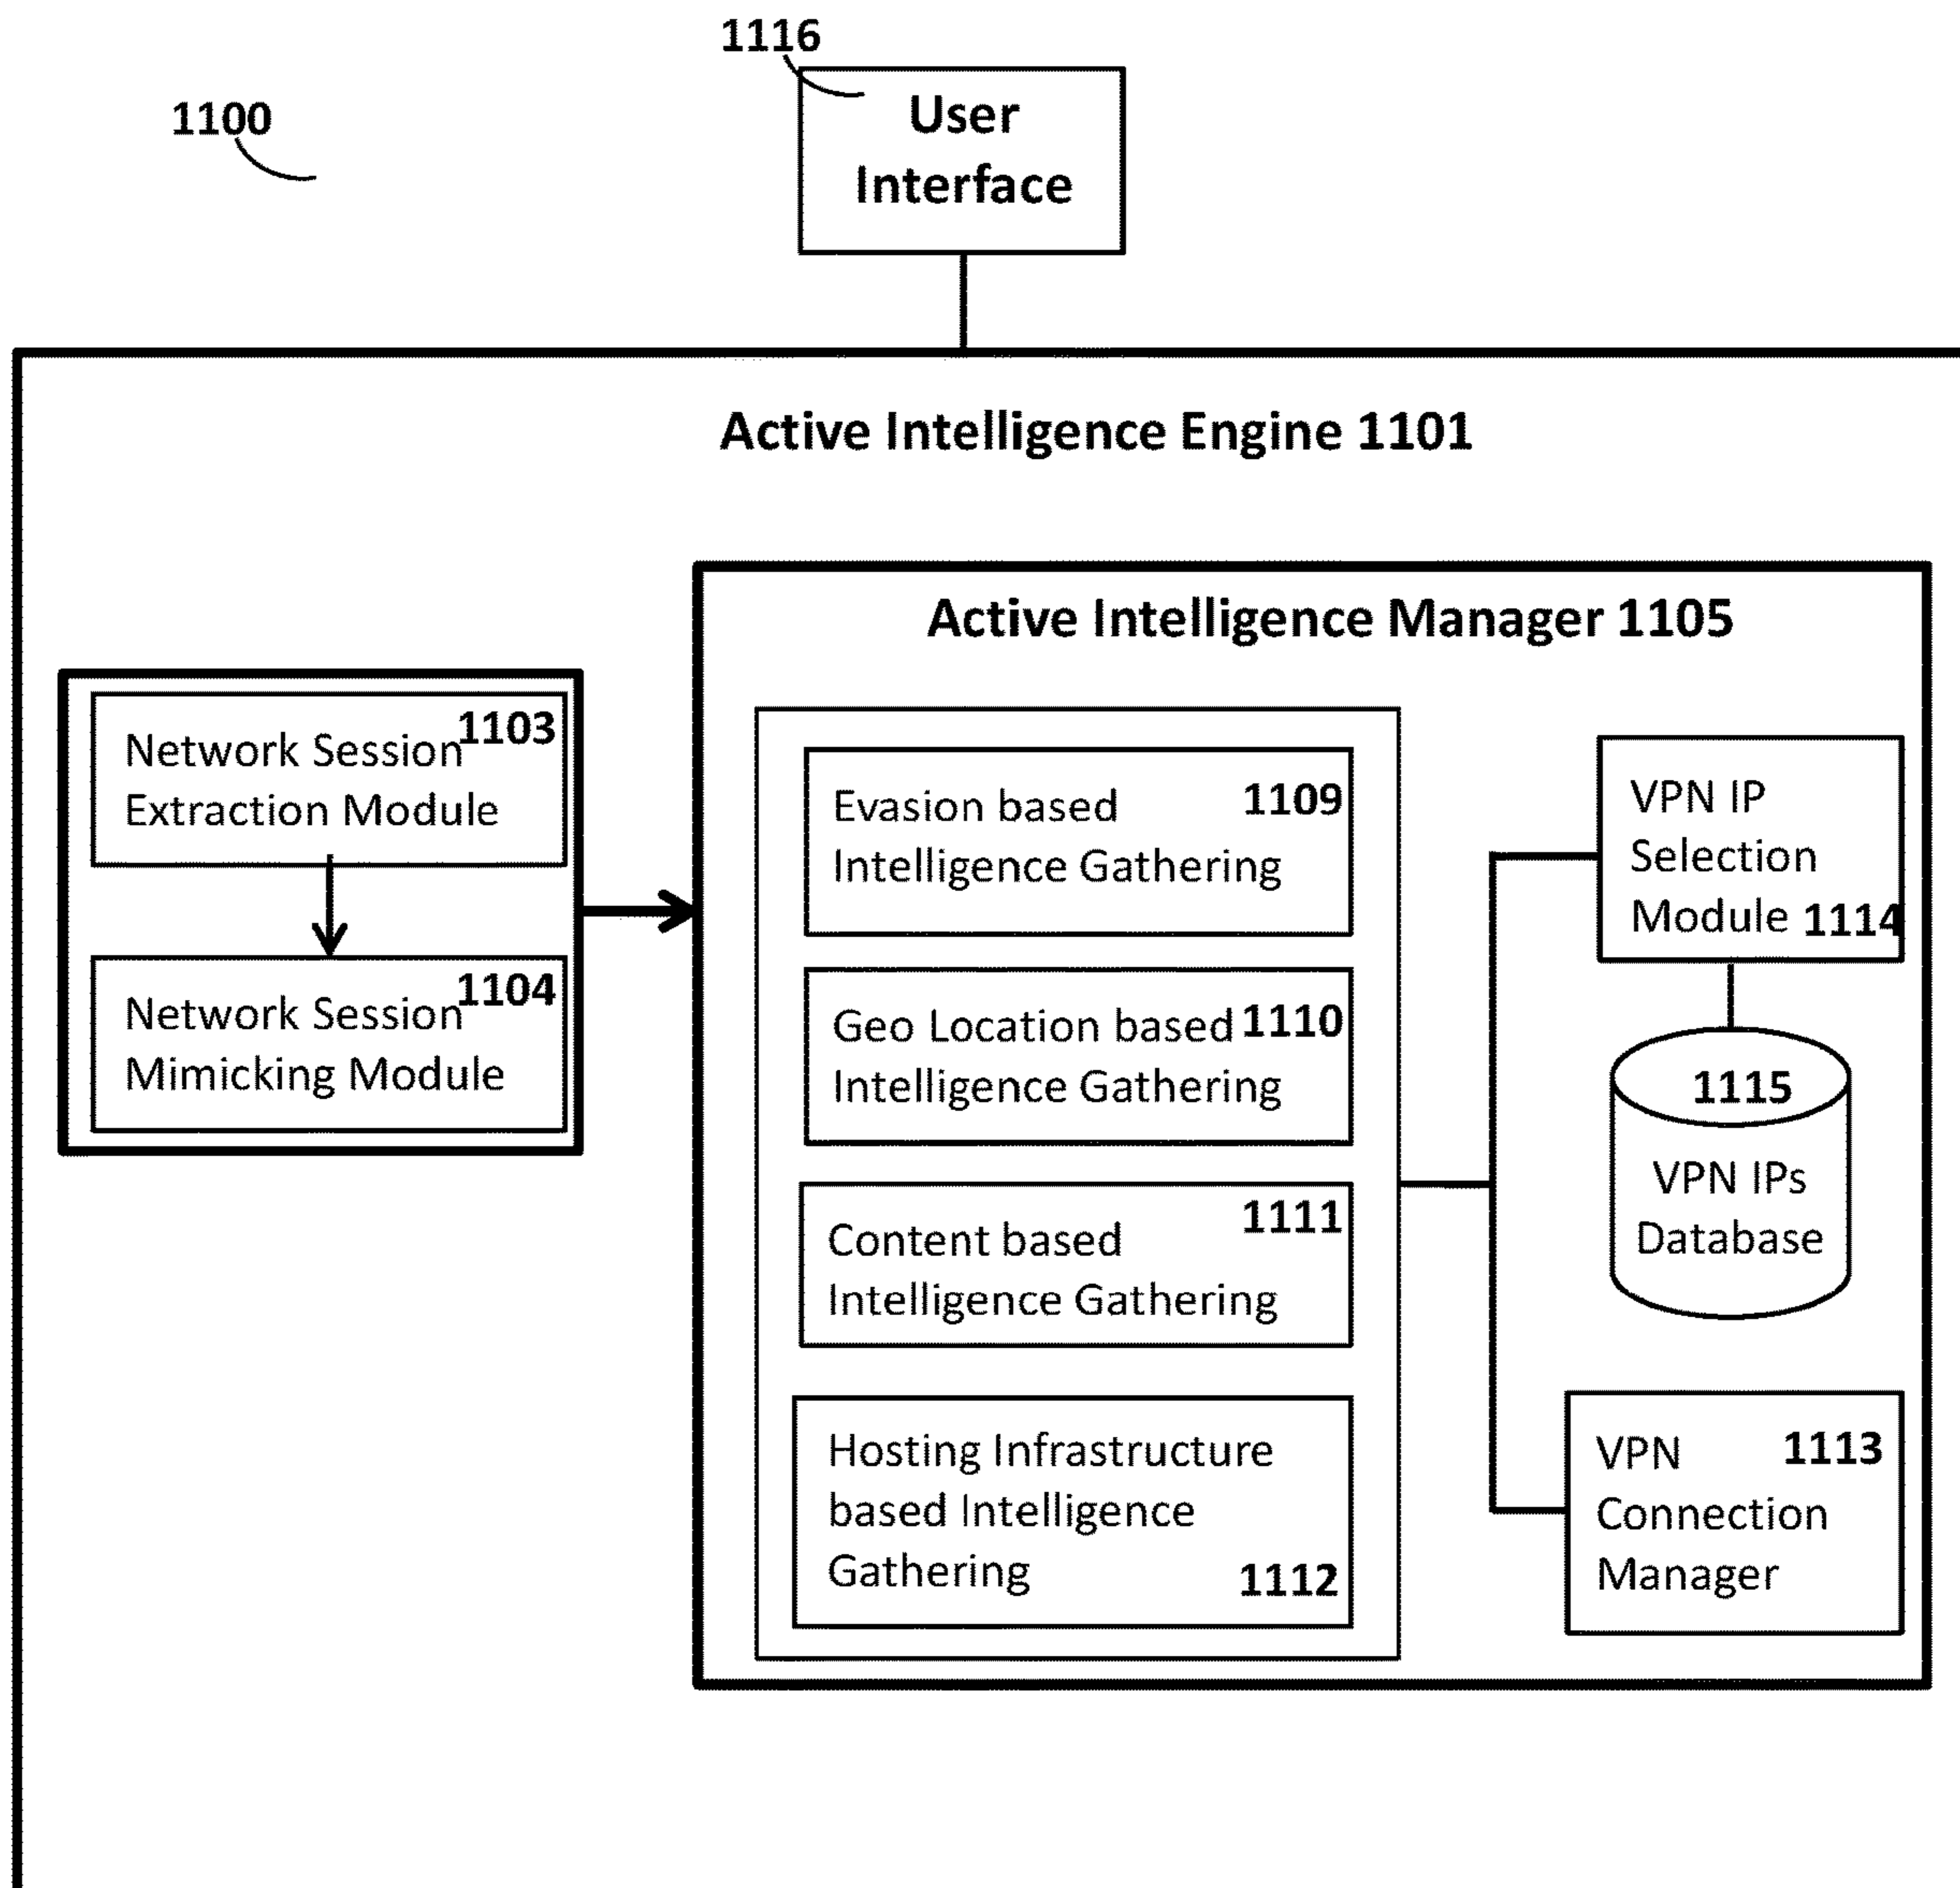 1116
User
Interface
1100
Active Intelligence Engine 1101
Active Intelligence Manager 1105
1103
Network Session
Extraction Module
1104
Network Session
Mimicking Module
Evasion based 1109
Intelligence Gathering
Geo Location based 1110
Intelligence Gathering
1111
Content based
Intelligence Gathering
Hosting Infrastructure
based Intelligence
Gathering 1112
VPN IP
Selection
Module 1114
1115
VPN IPs
Database
VPN 1113
Connection
Manager